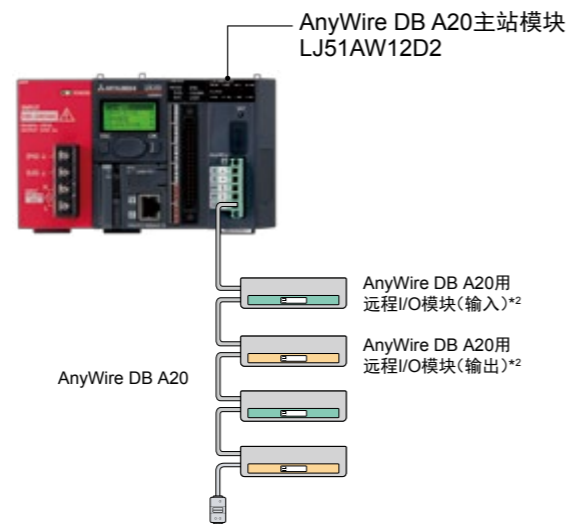 AnyWire DB A20主站模块
LJ51AW12D2
MITSUBISHI
AnyWire DB A20用
远程I/O模块（输入）*2
AnyWire DB A20用
远程I/O模块（输出）*2
AnyWire DB A20